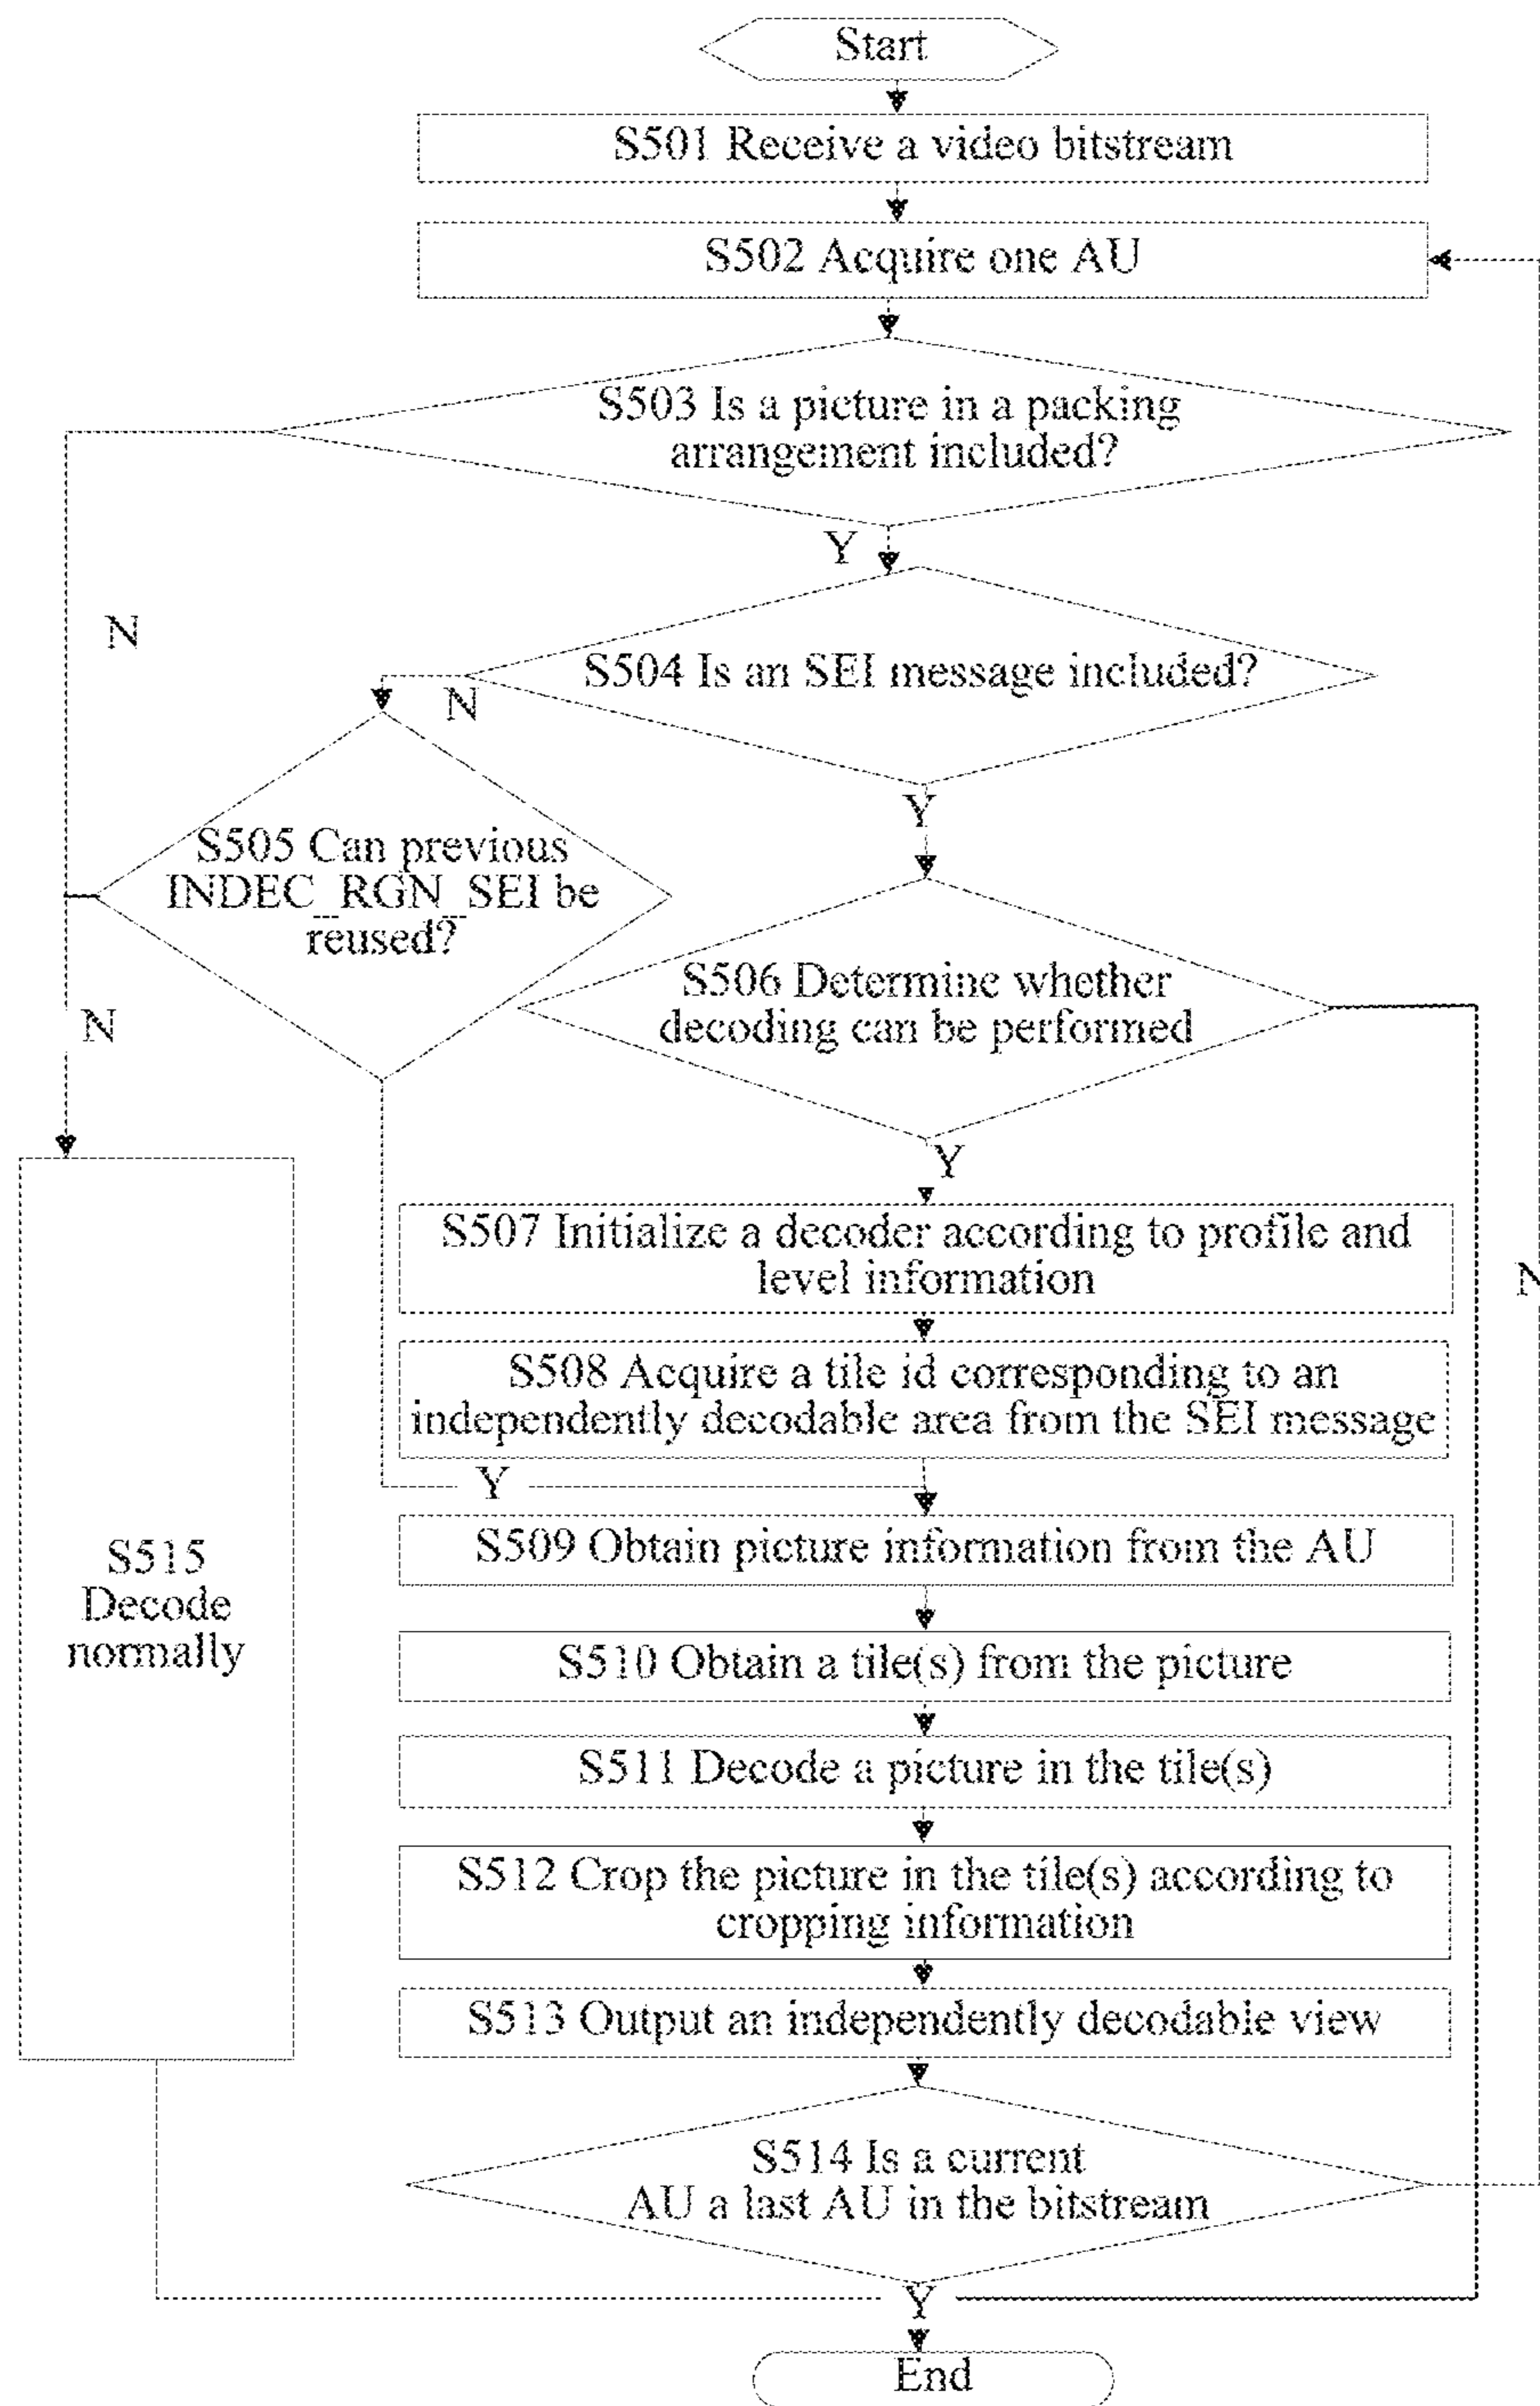 Start
S501 Receive a video bitstream
S502 Acquire one AU
S503 Is a picture in a packing
arrangement included?
Y
N
S504 Is an SEI message included?
N
Y
S505 Can previous
INDEC_RGN_SEI be
reused?
S506 Determine whether
decoding can be performed
N
Y
S507 Initialize a decoder according to profile and
level information
N
S508 Acquire a tile id corresponding to an
independently decodable area from the SEI message
Y
S509 Obtain picture information from the AU
S510 Obtain a tile(s) from the picture
S515
Decode
normally
S511 Decode a picture in the tile(s)
S512 Crop the picture in the tile(s) according to
cropping information
S513 Output an independently decodable view
S514 Is a current
AU a last AU in the bitstream
Y
End